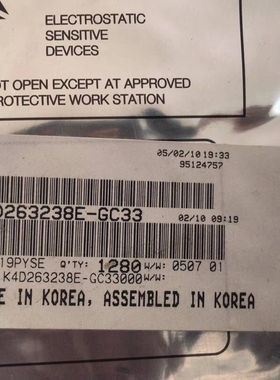 ELECTROSTATIC
SENSITIVE
DEVICES
OT OPEN EXCEPT AT APPROVED
ROTECTIVE WORK STATION
05/02/10 19:33
95124757
D263238E-GC33
02/10 09:19
19PYSE Q'TY: 1280 W/W: 0507 01
K4D263238E-GC33000 W/W:
E IN KOREA, ASSEMBLED IN KOREA